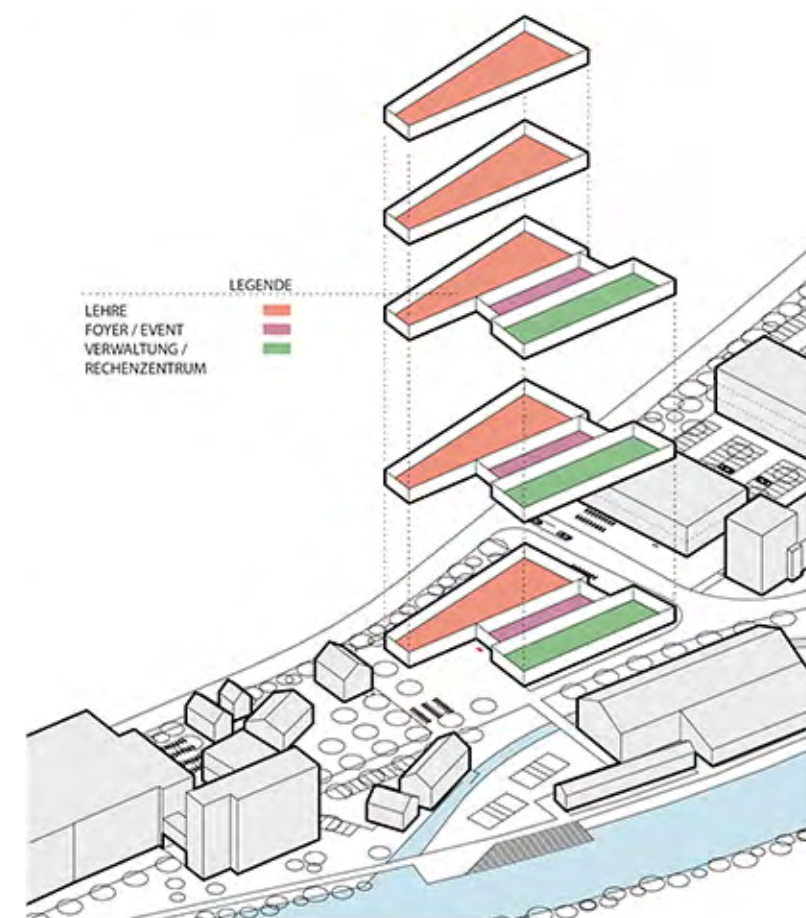 LEGENDE
LEHRE
FOYER / EVENT
VERWALTUNG /
RECHENZENTRUM